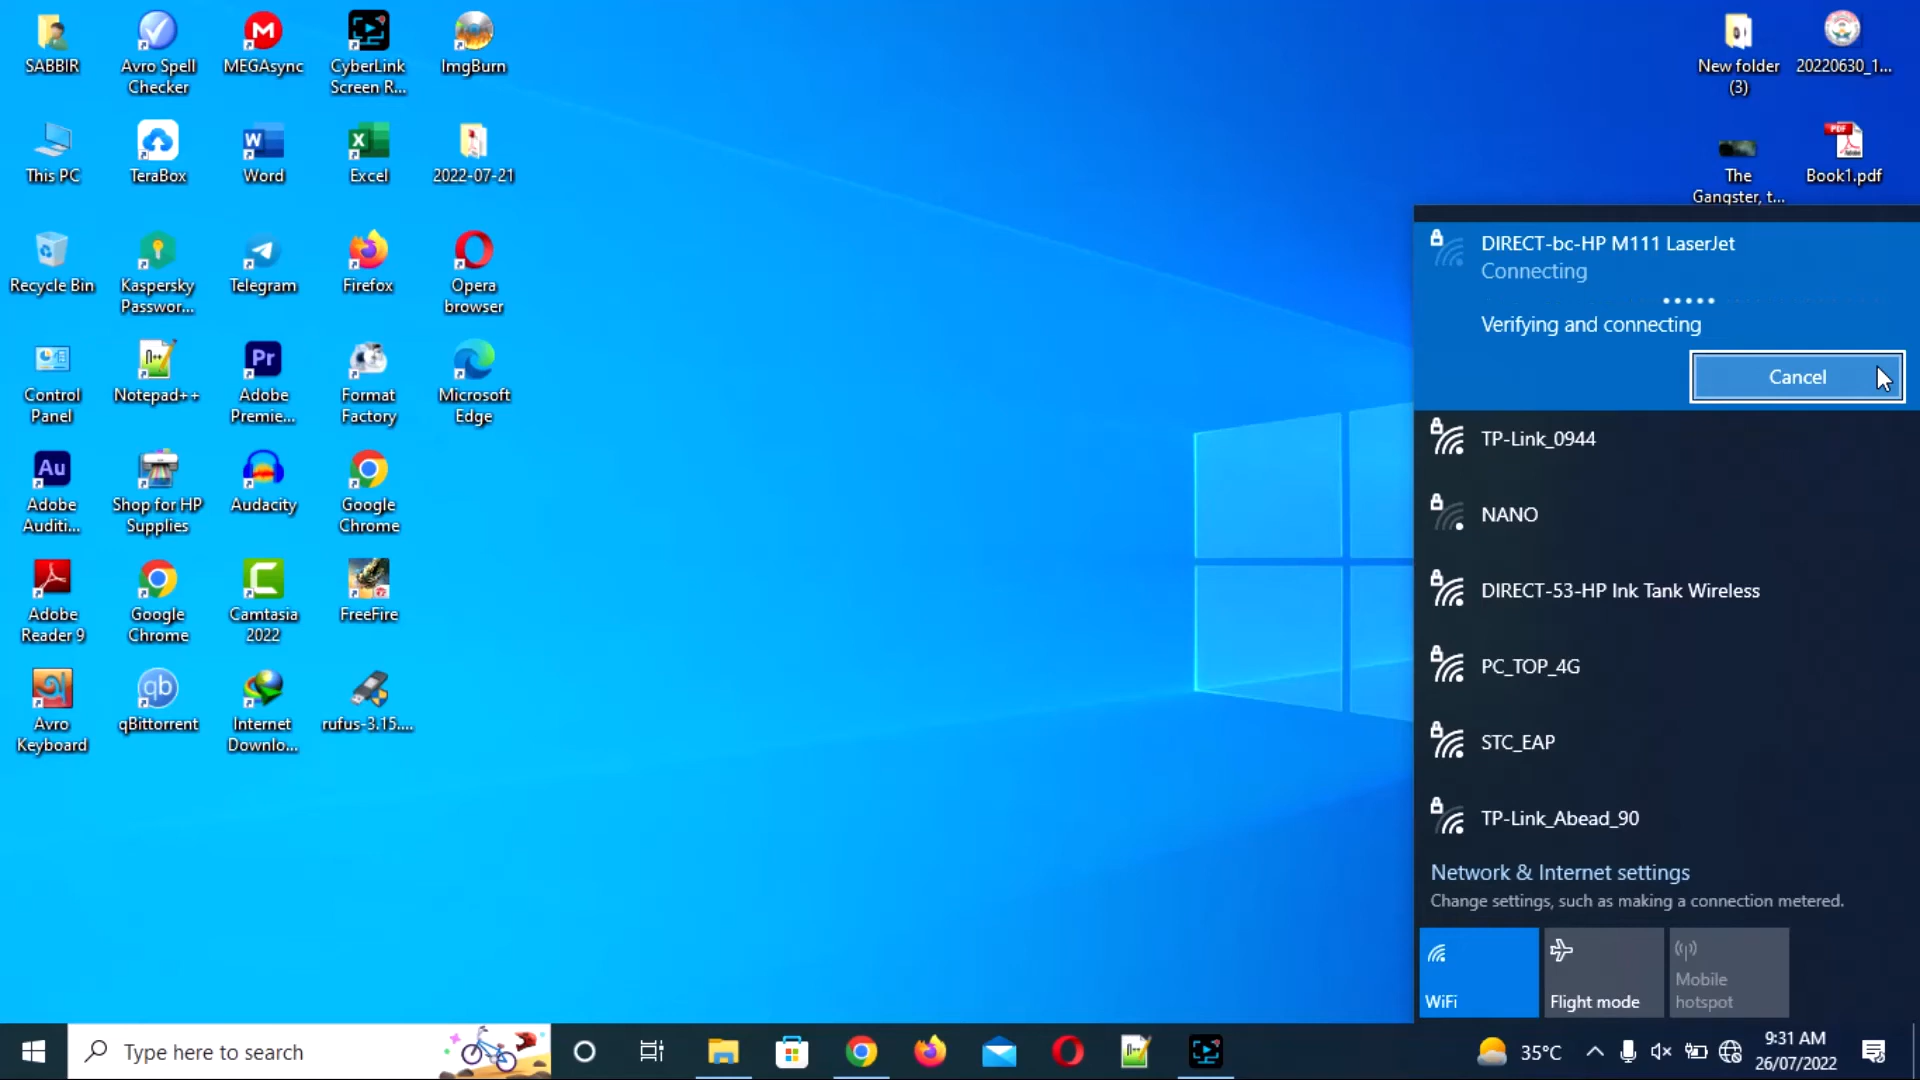 SABBIR
Avro Spell
Checker
MEGAsync
CyberLink
Screen R...
ImgBurn
New folder
(3)
20220630_1...
This PC
TeraBox
Word
Excel
2022-07-21
The
Gangster, t...
Book1.pdf
Recycle Bin
Kaspersky
Passwor...
Telegram
Firefox
Opera
browser
Control
Panel
Notepad++
Adobe
Premie...
Format
Factory
Microsoft
Edge
Adobe
Auditi...
Shop for HP
Supplies
Audacity
Google
Chrome
Adobe
Reader 9
Google
Chrome
Camtasia
2022
FreeFire
Avro
Keyboard
qBittorrent
Internet
Downlo...
rufus-3.15....
DIRECT-bc-HP M111 LaserJet
Connecting
Verifying and connecting
Cancel
TP-Link_0944
NANO
DIRECT-53-HP Ink Tank Wireless
PC_TOP_4G
STC_EAP
TP-Link_Abead_90
Network & Internet settings
Change settings, such as making a connection metered.
WiFi
Flight mode
Mobile
hotspot
Type here to search
35°C
9:31 AM
26/07/2022